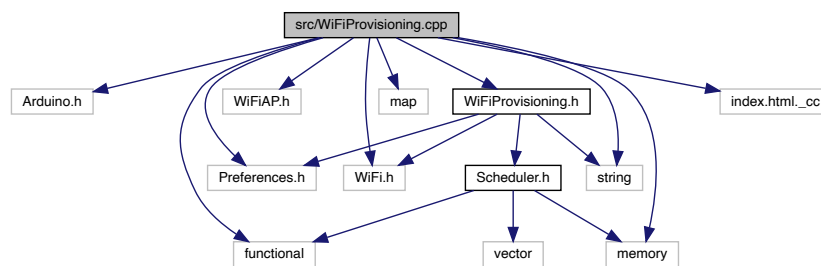 src/WiFiProvisioning.cpp
Arduino.h
WiFiAP.h
map
WiFiProvisioning.h
index.html._cc
Preferences.h
WiFi.h
Scheduler.h
string
functional
vector
memory